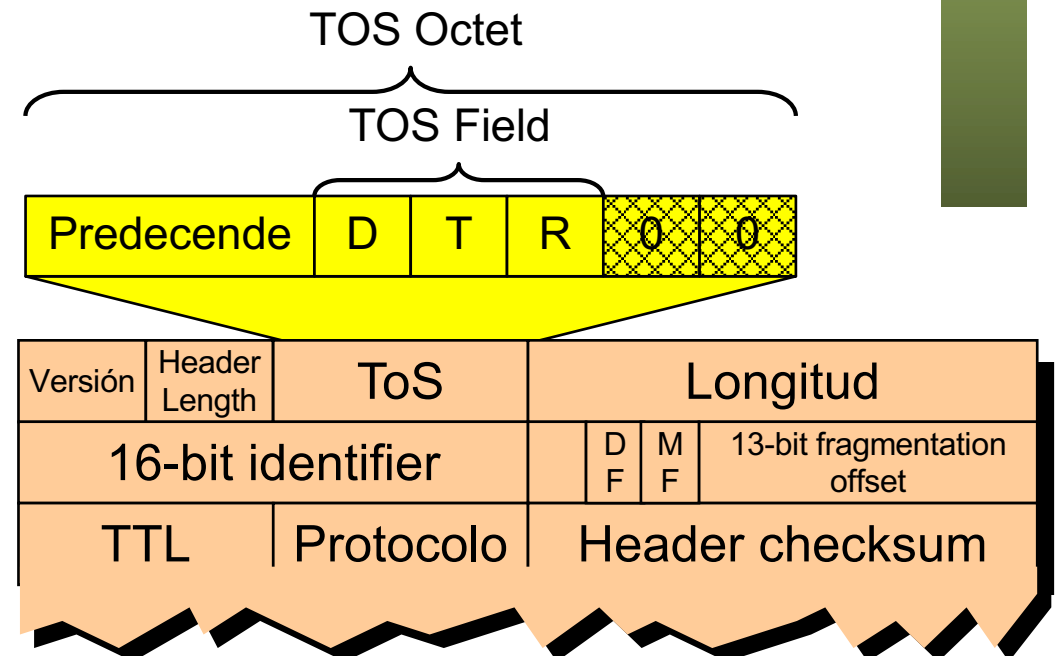 TOS Octet
TOS Field
Predecende D T R 0 0
Versión Header Length ToS Longitud
16-bit identifier D F M F 13-bit fragmentation offset
TTL Protocolo Header checksum